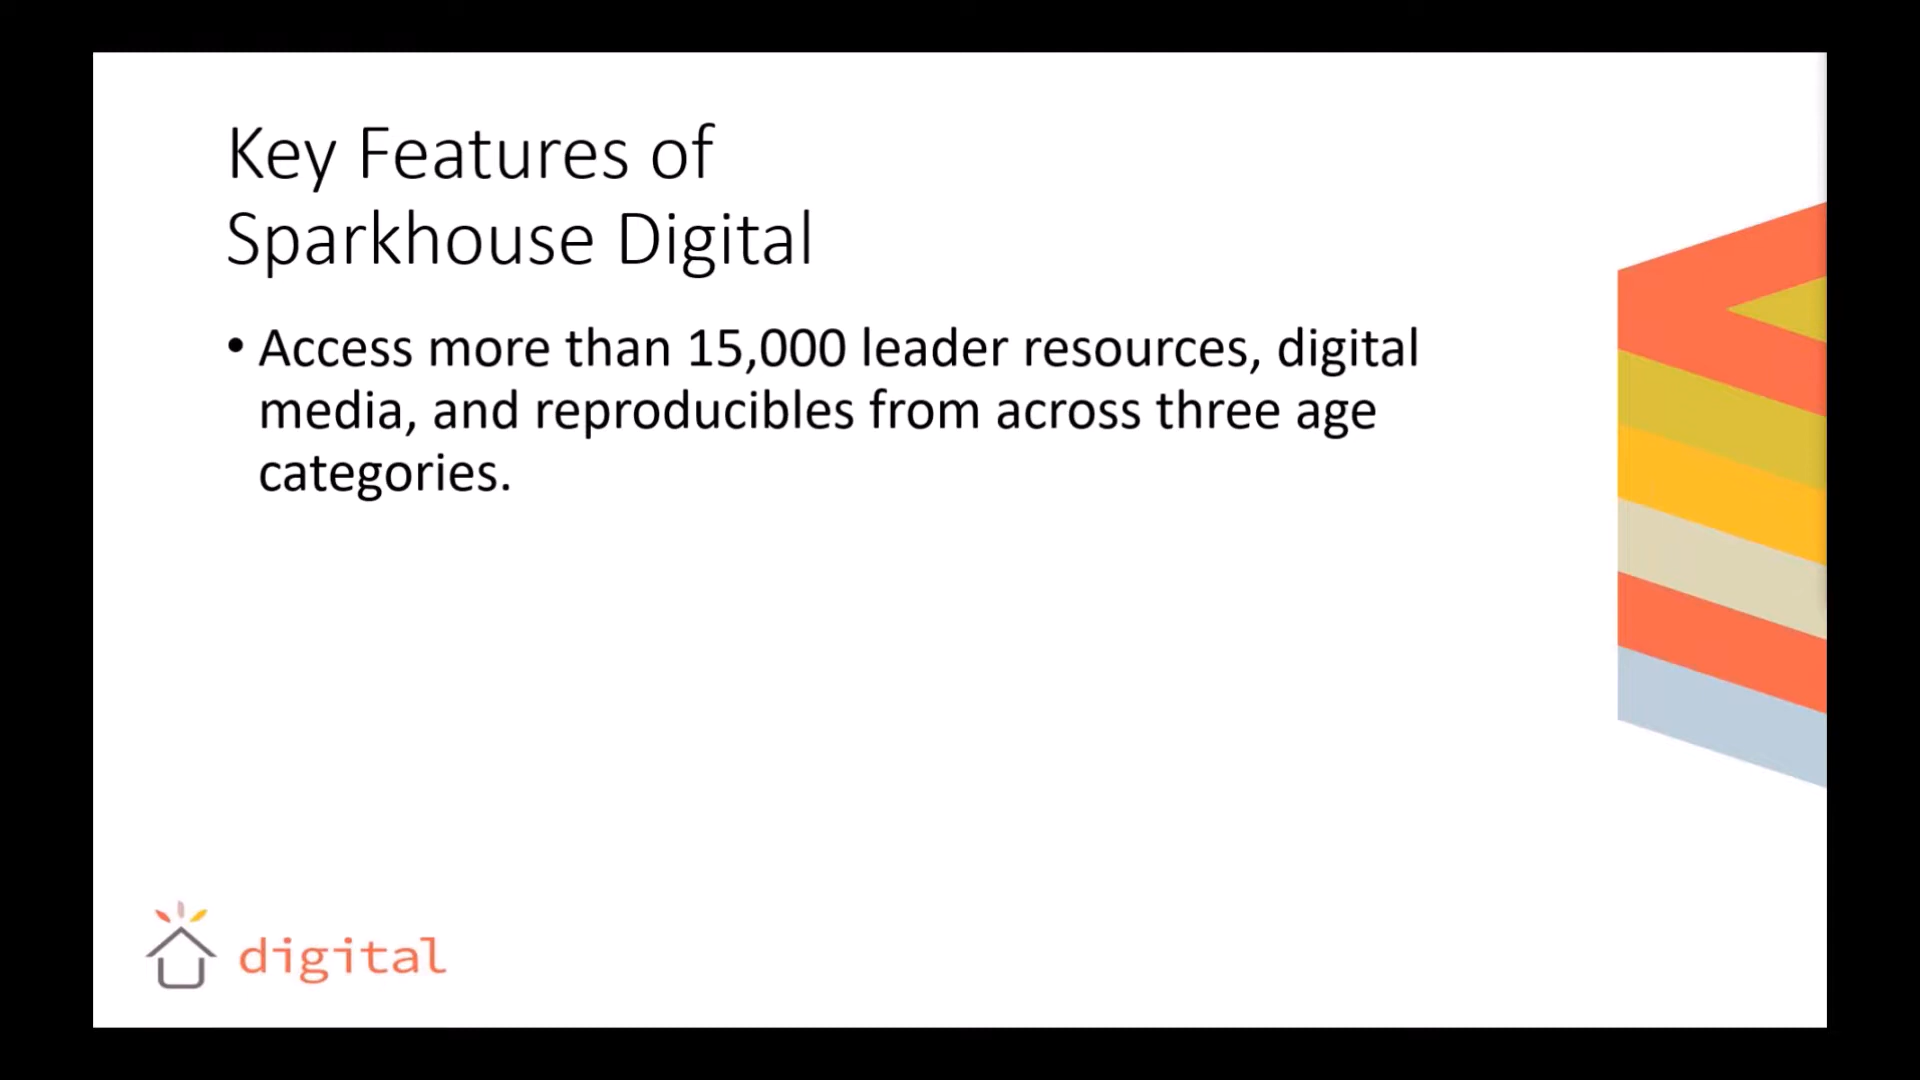 Key Features of
Sparkhouse Digital
• Access more than 15,000 leader resources, digital
media, and reproducibles from across three age
categories.
digital